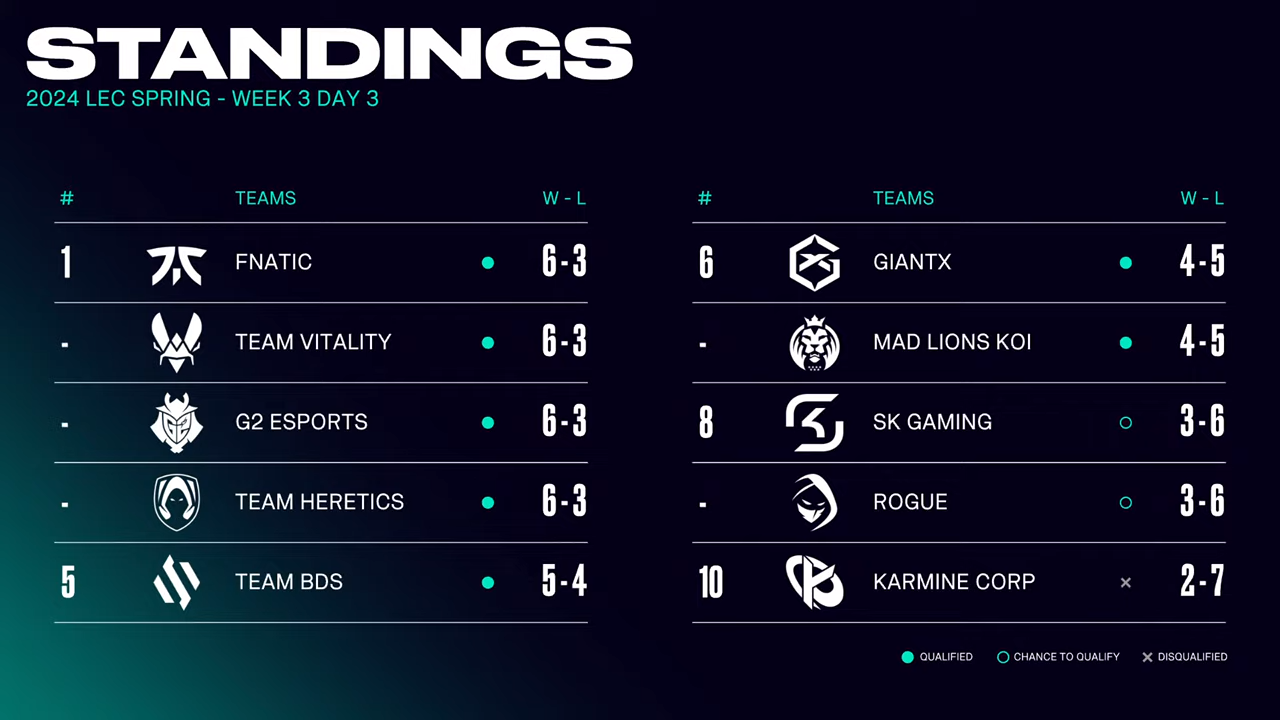 STANDINGS
2024 LEC SPRING - WEEK 3 DAY 3
# TEAMS W - L
1 FNATIC 6-3
- TEAM VITALITY 6-3
- G2 ESPORTS 6-3
- TEAM HERETICS 6-3
5 TEAM BDS 5-4
# TEAMS W - L
6 GIANTX 4-5
- MAD LIONS KOI 4-5
8 SK GAMING 3-6
- ROGUE 3-6
10 KARMINE CORP 2-7
QUALIFIED CHANCE TO QUALIFY DISQUALIFIED